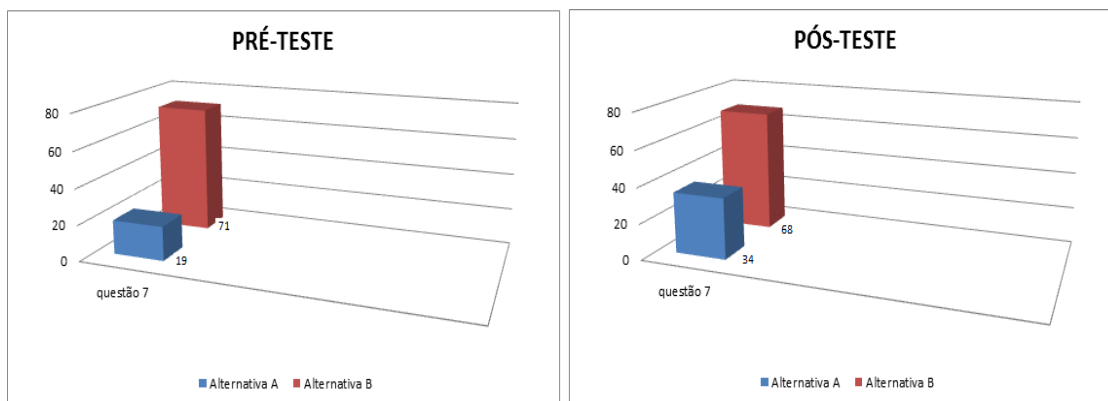 PRÉ-TESTE
80
60
40
20
0
71
19
questão 7
Alternativa A Alternativa B
PÓS-TESTE
80
60
40
20
0
68
34
questão 7
Alternativa A Alternativa B